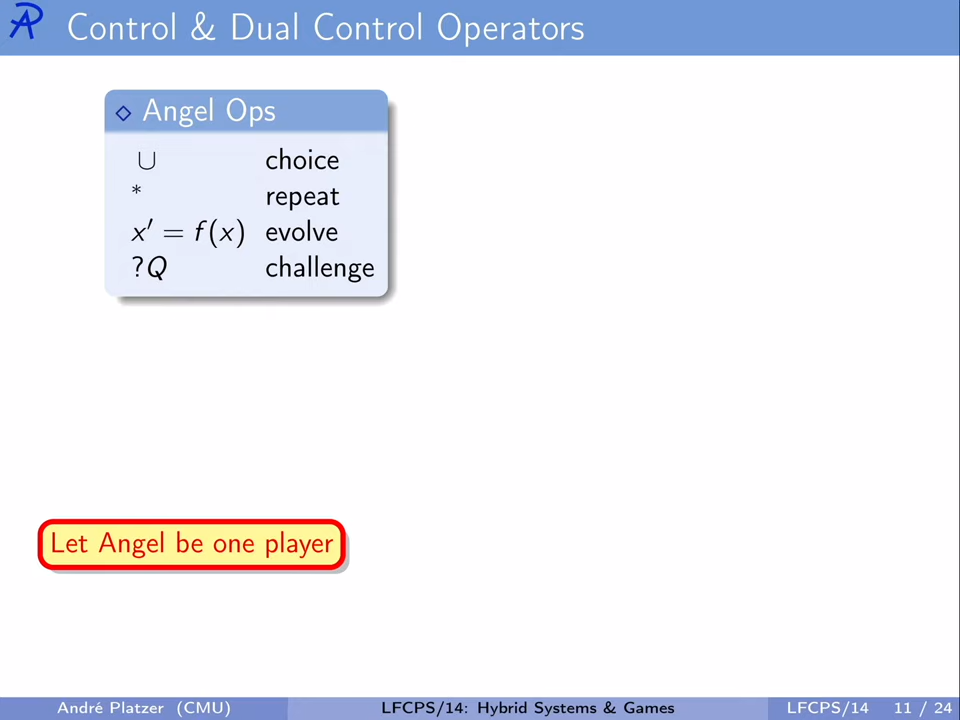 Control & Dual Control Operators
◇ Angel Ops
∪ choice
* repeat
x′ = f(x) evolve
?Q challenge
Let Angel be one player
André Platzer (CMU) LFCPS/14: Hybrid Systems & Games LFCPS/14 11 / 24